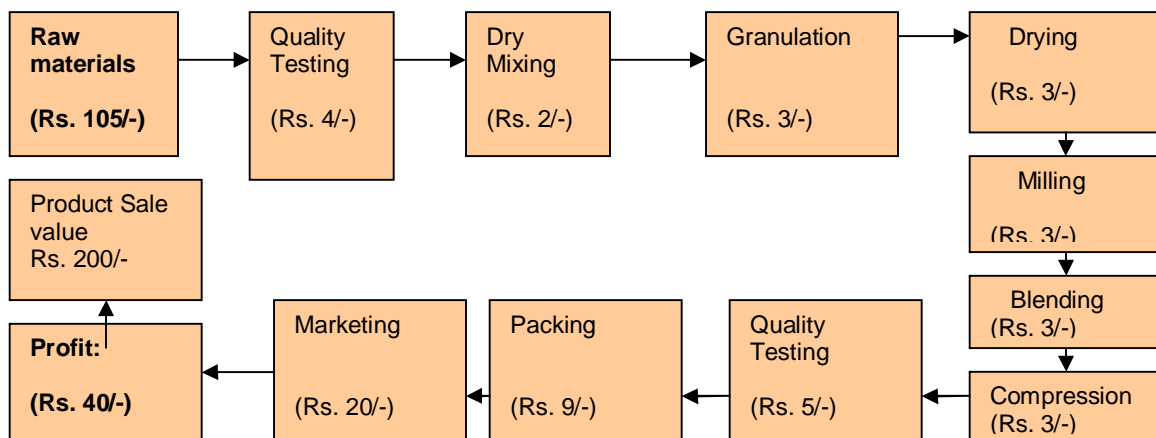 Raw
materials
(Rs. 105/-)
Quality
Testing
(Rs. 4/-)
Dry
Mixing
(Rs. 2/-)
Granulation
(Rs. 3/-)
Drying
(Rs. 3/-)
Milling
(Rs. 3/-)
Blending
(Rs. 3/-)
Compression
(Rs. 3/-)
Quality
Testing
(Rs. 5/-)
Packing
(Rs. 9/-)
Marketing
(Rs. 20/-)
Profit:
(Rs. 40/-)
Product Sale
value
Rs. 200/-